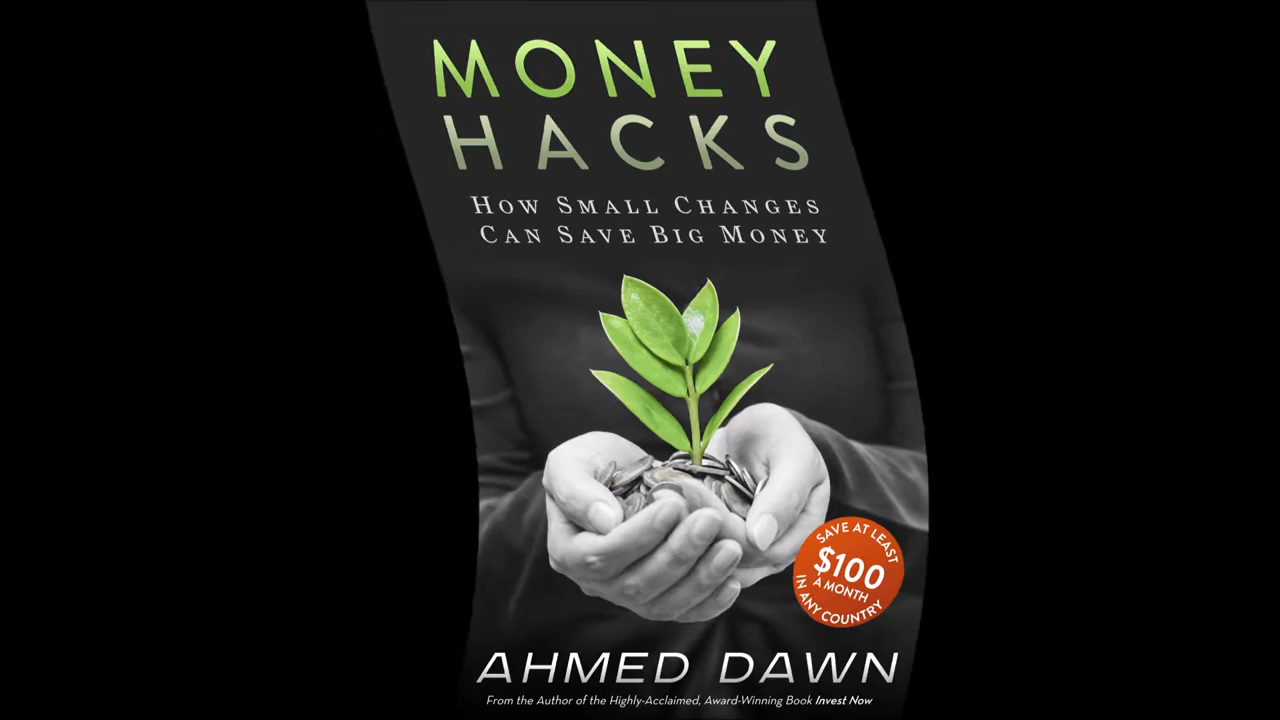 MONEY
HACKS
How Small Changes
Can Save Big Money
SAVE AT LEAST
$100
A MONTH
IN ANY COUNTRY
AHMED DAWN
From the Author of the Highly-Acclaimed, Award-Winning Book Invest Now